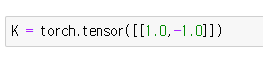 K = torch.tensor([[1.0,-1.0]])